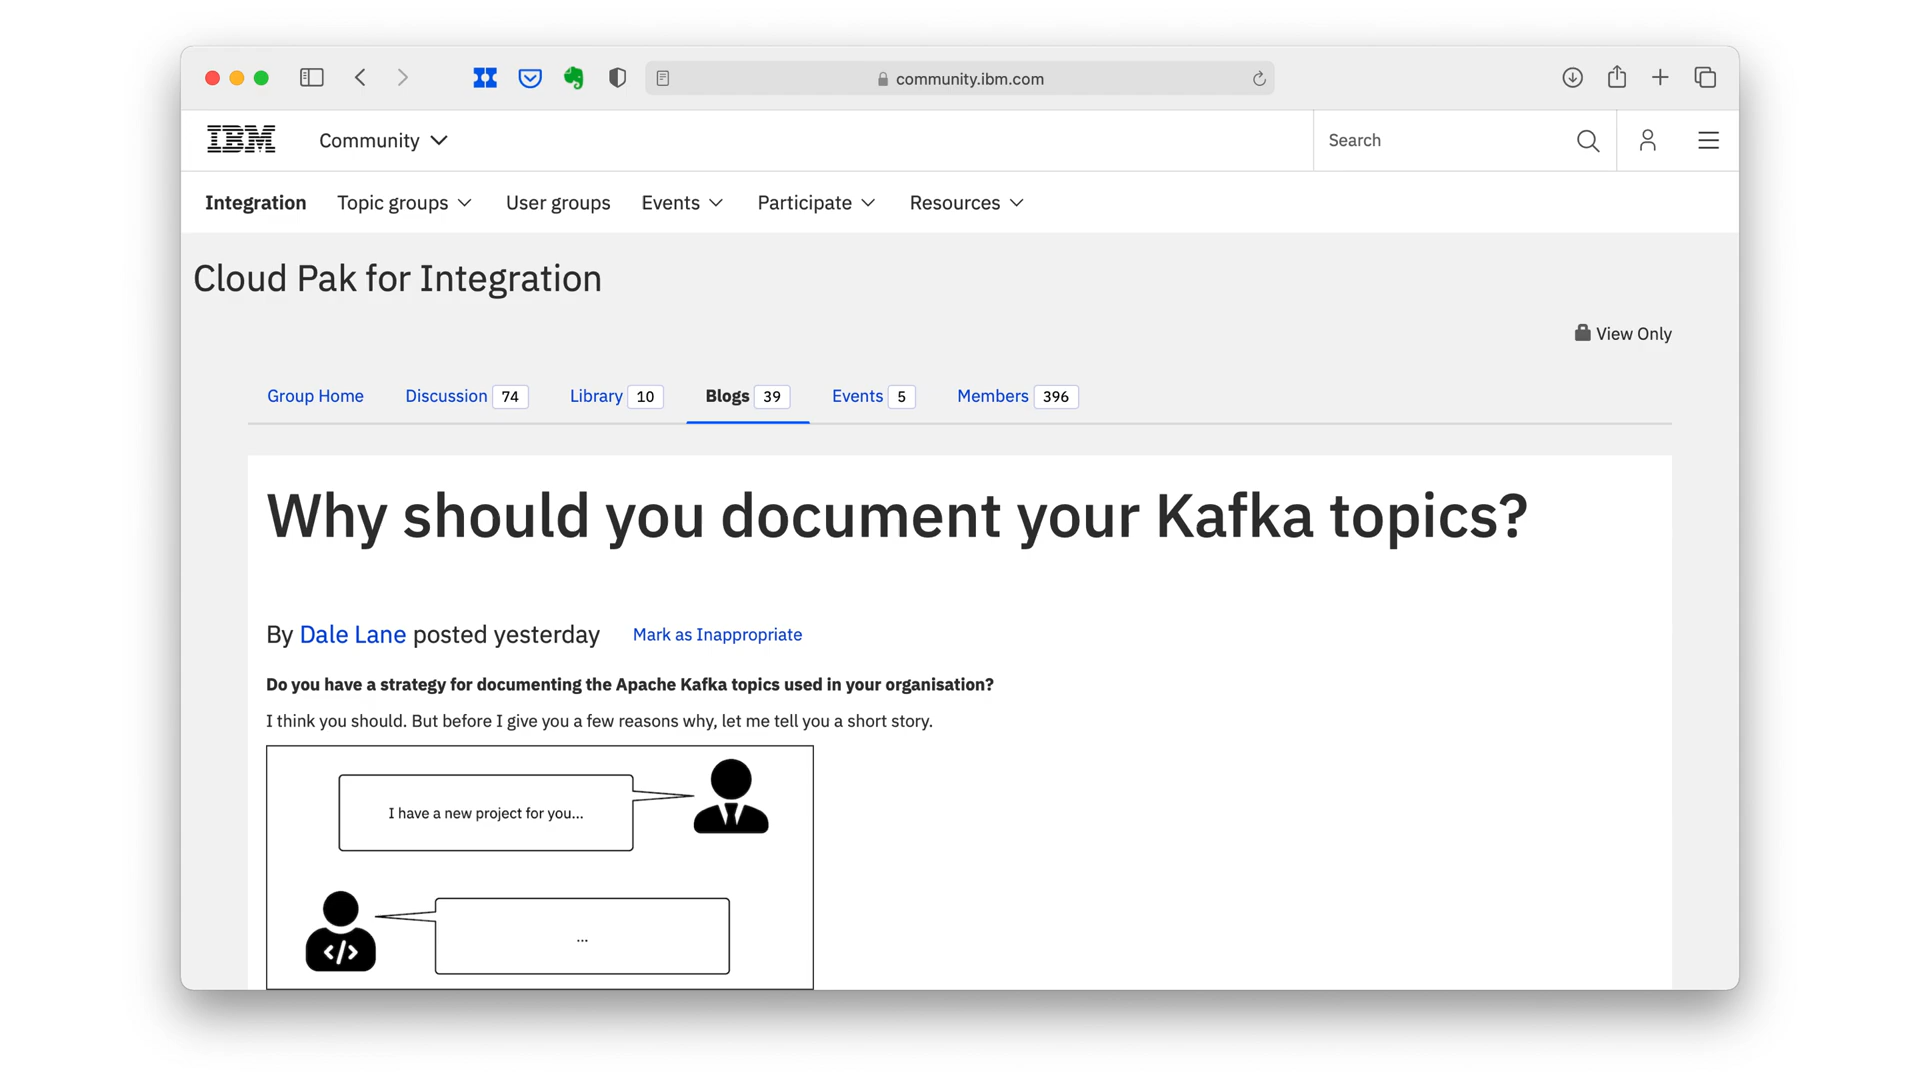 community.ibm.com
IBM Community Search
Integration Topic groups User groups Events Participate Resources
Cloud Pak for Integration
View Only
Group Home Discussion 74 Library 10 Blogs 39 Events 5 Members 396
Why should you document your Kafka topics?
By Dale Lane posted yesterday Mark as Inappropriate
Do you have a strategy for documenting the Apache Kafka topics used in your organisation?
I think you should. But before I give you a few reasons why, let me tell you a short story.
I have a new project for you...
</>
...